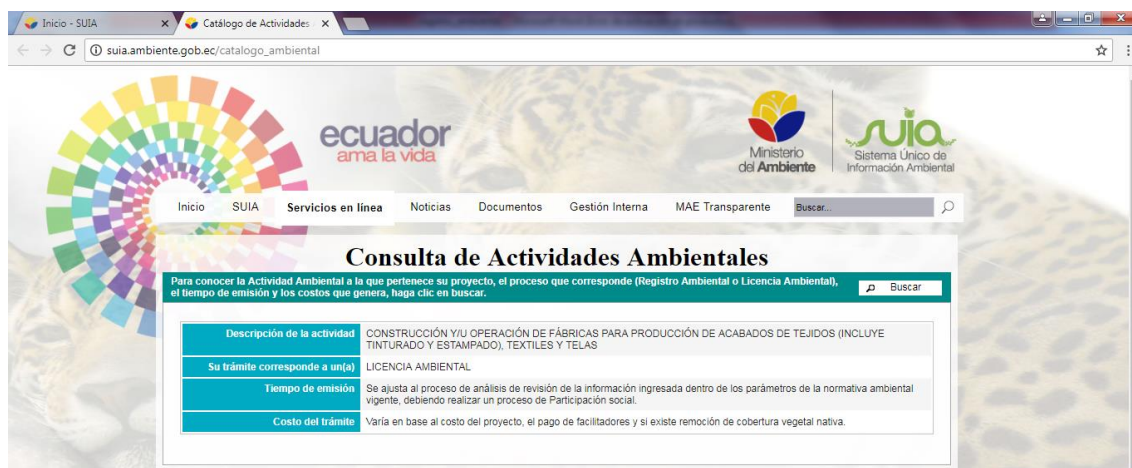 Inicio - SUIA
Catálogo de Actividades
suia.ambiente.gob.ec/catalogo_ambiental
ecuador
ama la vida
Ministerio
del Ambiente
suia
Sistema Único de
Información Ambiental
Inicio SUIA Servicios en línea Noticias Documentos Gestión Interna MAE Transparente Buscar...
Consulta de Actividades Ambientales
Para conocer la Actividad Ambiental a la que pertenece su proyecto, el proceso que corresponde (Registro Ambiental o Licencia Ambiental),
el tiempo de emisión y los costos que genera, haga clic en buscar.
Buscar
Descripción de la actividad CONSTRUCCIÓN Y/U OPERACIÓN DE FÁBRICAS PARA PRODUCCIÓN DE ACABADOS DE TEJIDOS (INCLUYE
TINTURADO Y ESTAMPADO), TEXTILES Y TELAS
Su trámite corresponde a un(a) LICENCIA AMBIENTAL
Tiempo de emisión Se ajusta al proceso de análisis de revisión de la información ingresada dentro de los parámetros de la normativa ambiental
vigente, debiendo realizar un proceso de Participación social.
Costo del trámite Varía en base al costo del proyecto, el pago de facilitadores y si existe remoción de cobertura vegetal nativa.